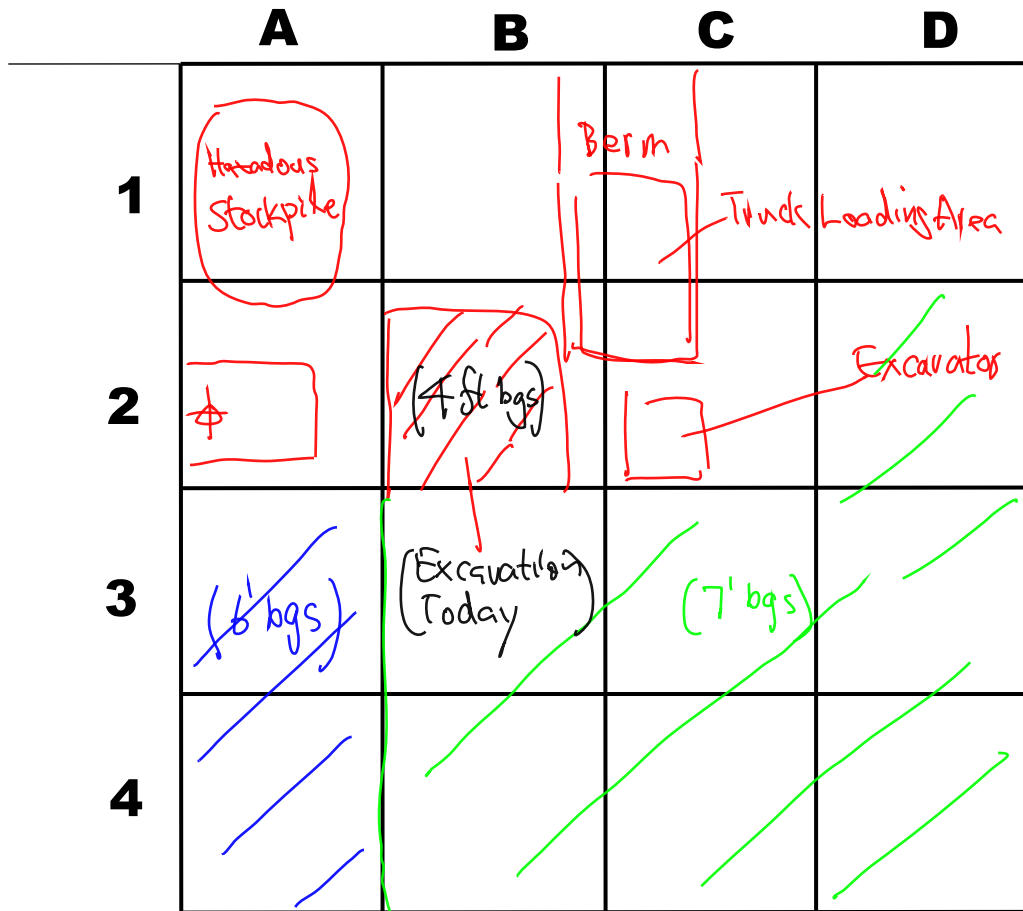 A B C D
1
Hazadous
Stockpile
Berm
Truck Loading Area
2
(4 ft bgs)
Excavator
3
(6' bgs)
(Excavation
Today)
(7' bgs)
4